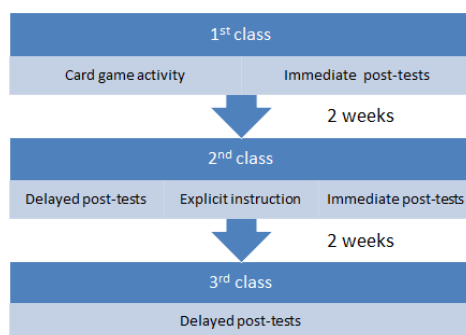 1st class
Card game activity Immediate post-tests
2 weeks
2nd class
Delayed post-tests Explicit instruction Immediate post-tests
2 weeks
3rd class
Delayed post-tests